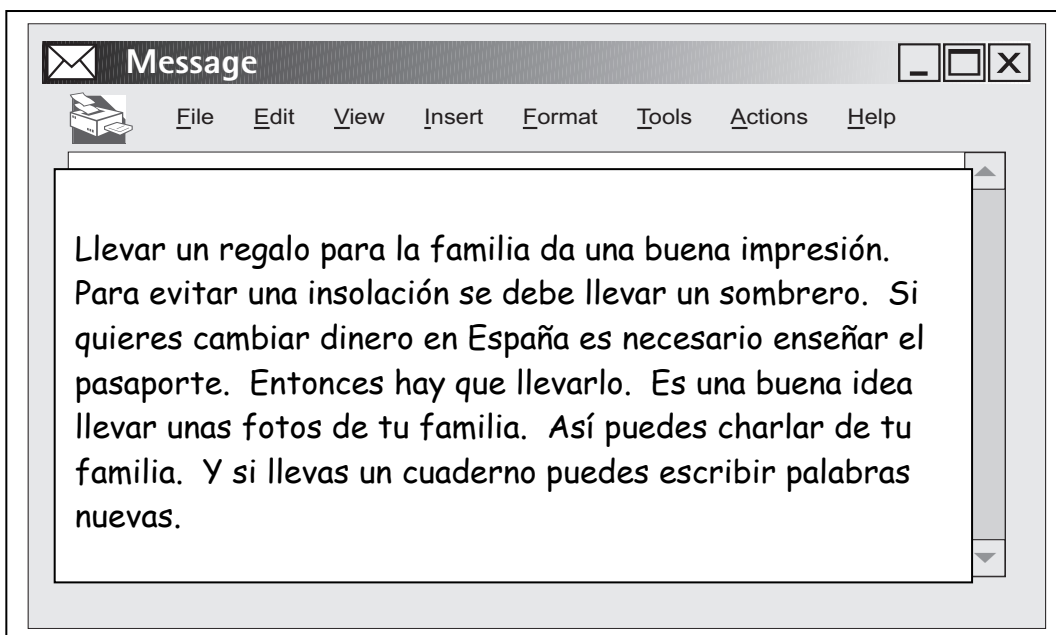 Message
File Edit View Insert Format Tools Actions Help
Llevar un regalo para la familia da una buena impresión.
Para evitar una insolación se debe llevar un sombrero. Si
quieres cambiar dinero en España es necesario enseñar el
pasaporte. Entonces hay que llevarlo. Es una buena idea
llevar unas fotos de tu familia. Así puedes charlar de tu
familia. Y si llevas un cuaderno puedes escribir palabras
nuevas.